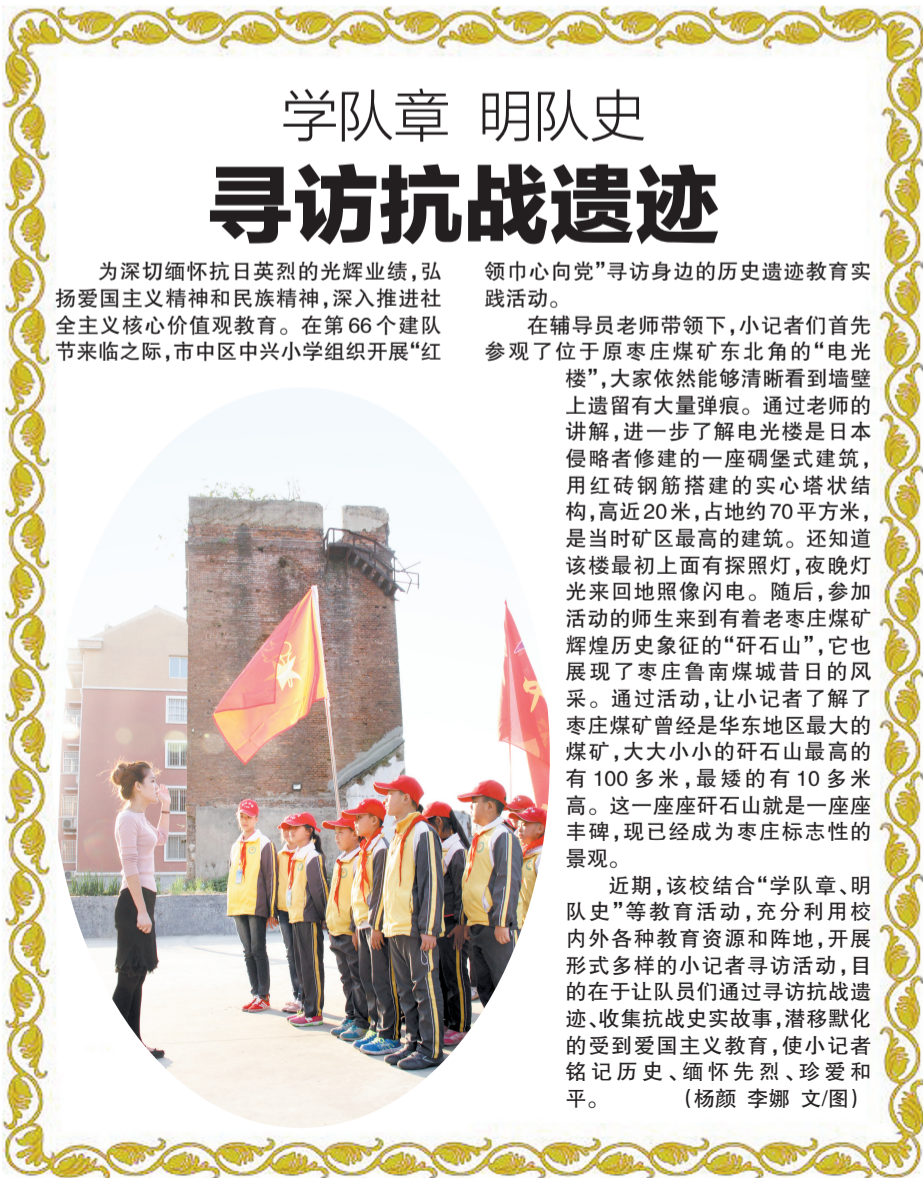 学队章 明队史
寻访抗战遗迹
为深切缅怀抗日英烈的光辉业绩，弘
扬爱国主义精神和民族精神，深入推进社
全主义核心价值观教育。在第66个建队
节来临之际，市中区中兴小学组织开展“红
领巾心向党”寻访身边的历史遗迹教育实
践活动。
在辅导员老师带领下，小记者们首先
参观了位于原枣庄煤矿东北角的“电光
楼”，大家依然能够清晰看到墙壁
上遗留有大量弹痕。通过老师的
讲解，进一步了解电光楼是日本
侵略者修建的一座碉堡式建筑，
用红砖钢筋搭建的实心塔状结
构，高近20米，占地约70平方米，
是当时矿区最高的建筑。还知道
该楼最初上面有探照灯，夜晚灯
光来回地照像闪电。随后，参加
活动的师生来到有着老枣庄煤矿
辉煌历史象征的“矸石山”，它也
展现了枣庄鲁南煤城昔日的风
采。通过活动，让小记者了解了
枣庄煤矿曾经是华东地区最大的
煤矿，大大小小的矸石山最高的
有100多米，最矮的有10多米
高。这一座座矸石山就是一座座
丰碑，现已经成为枣庄标志性的
景观。
近期，该校结合“学队章、明
队史”等教育活动，充分利用校
内外各种教育资源和阵地，开展
形式多样的小记者寻访活动，目
的在于让队员们通过寻访抗战遗
迹、收集抗战史实故事，潜移默化
的受到爱国主义教育，使小记者
铭记历史、缅怀先烈、珍爱和
平。 （杨颜 李娜 文/图）